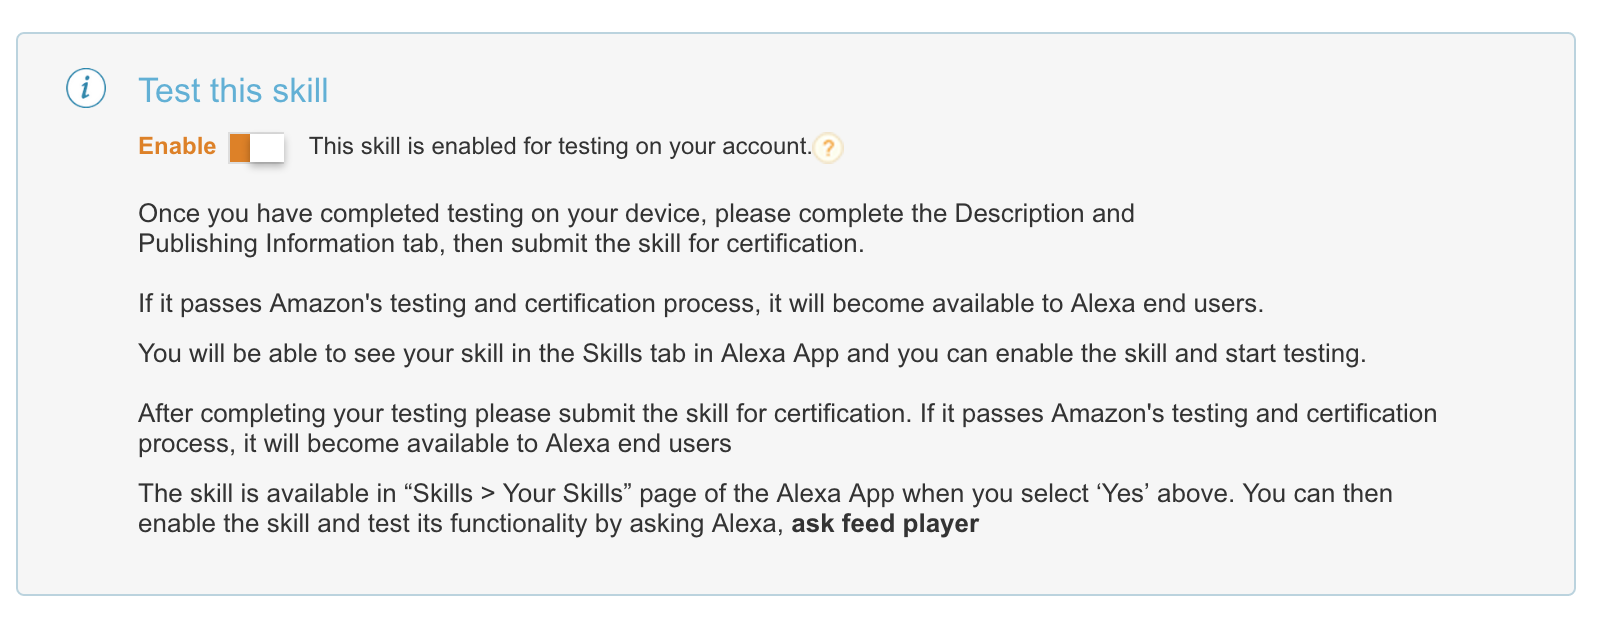 i
Test this skill
Enable This skill is enabled for testing on your account. ?
Once you have completed testing on your device, please complete the Description and
Publishing Information tab, then submit the skill for certification.
If it passes Amazon's testing and certification process, it will become available to Alexa end users.
You will be able to see your skill in the Skills tab in Alexa App and you can enable the skill and start testing.
After completing your testing please submit the skill for certification. If it passes Amazon's testing and certification
process, it will become available to Alexa end users
The skill is available in “Skills > Your Skills” page of the Alexa App when you select ‘Yes’ above. You can then
enable the skill and test its functionality by asking Alexa, ask feed player